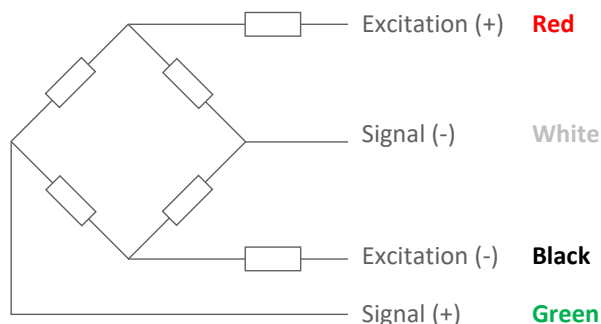 Excitation (+) Red
Signal (-) White
Excitation (-) Black
Signal (+) Green